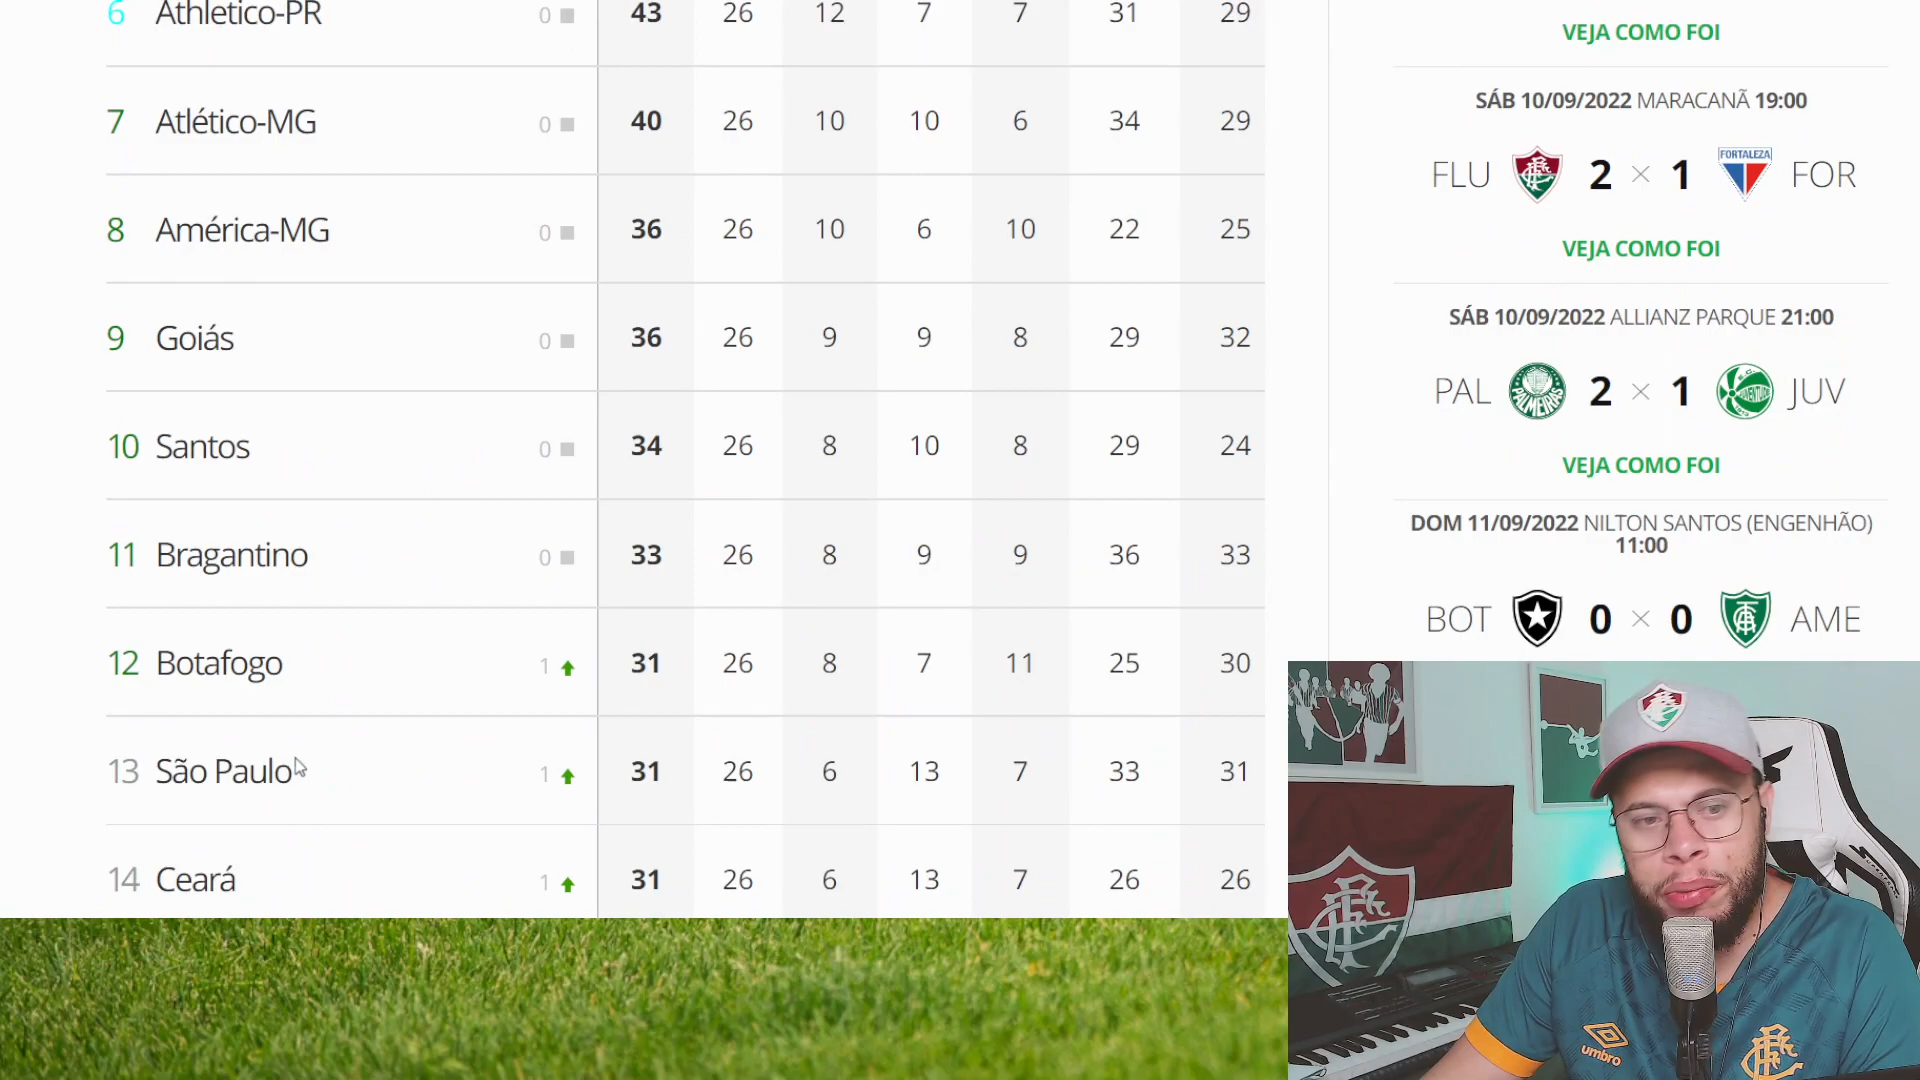 6 Athletico-PR 0 43 26 12 7 7 31 29
7 Atlético-MG 0 40 26 10 10 6 34 29
8 América-MG 0 36 26 10 6 10 22 25
9 Goiás 0 36 26 9 9 8 29 32
10 Santos 0 34 26 8 10 8 29 24
11 Bragantino 0 33 26 8 9 9 36 33
12 Botafogo 1 31 26 8 7 11 25 30
13 São Paulo 1 31 26 6 13 7 33 31
14 Ceará 1 31 26 6 13 7 26 26
VEJA COMO FOI
SÁB 10/09/2022 MARACANÃ 19:00
FLU 2 × 1 FORTALEZA FOR
VEJA COMO FOI
SÁB 10/09/2022 ALLIANZ PARQUE 21:00
PAL PALMEIRAS 2 × 1 JUV
VEJA COMO FOI
DOM 11/09/2022 NILTON SANTOS (ENGENHÃO)
11:00
BOT 0 × 0 AME
umbro